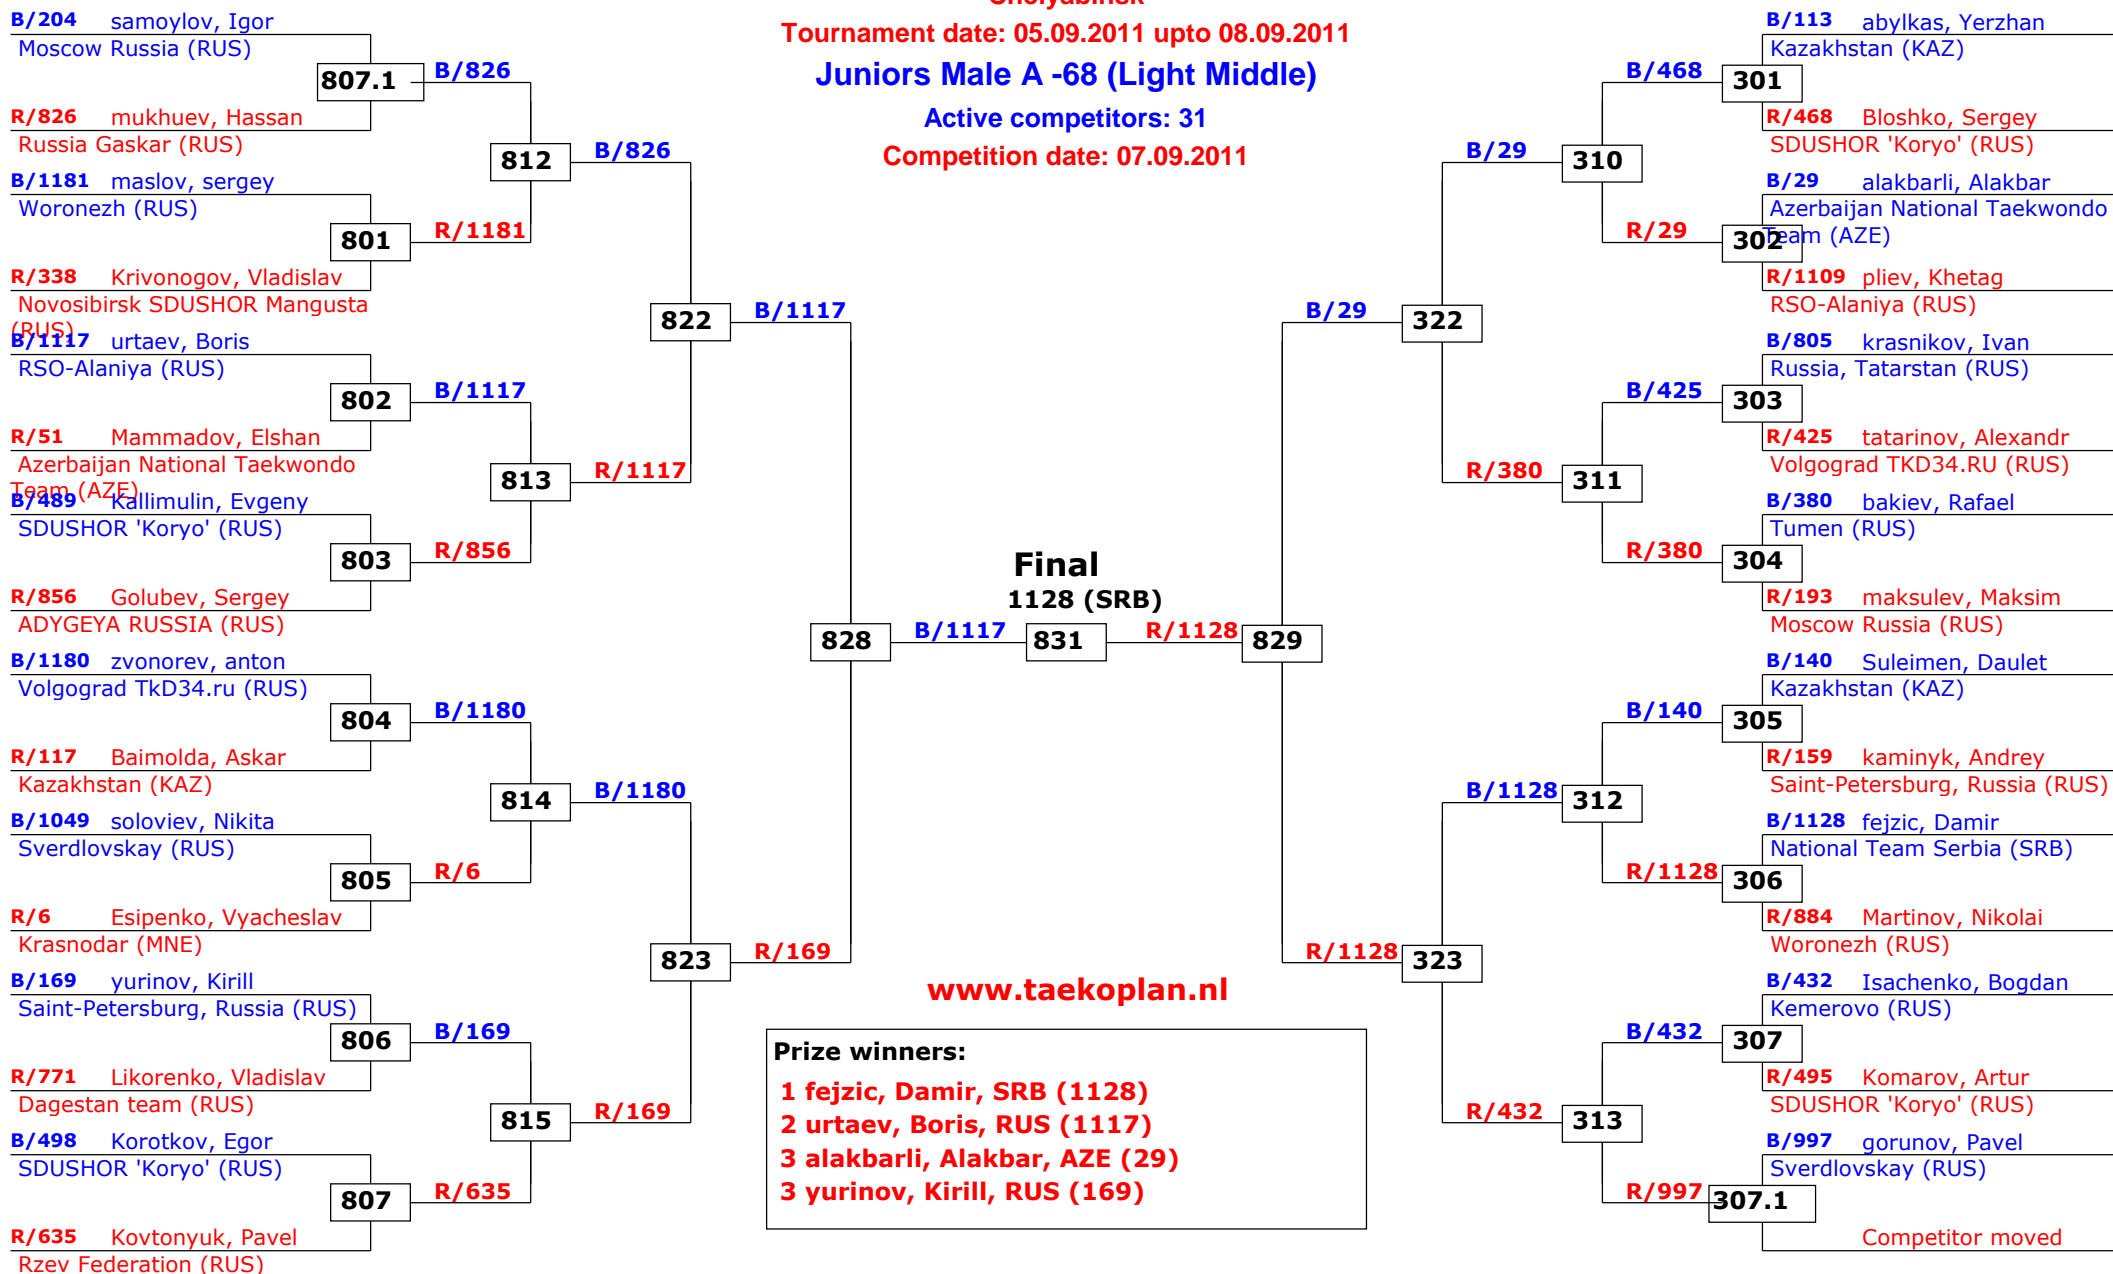 Tournament date: 05.09.2011 upto 08.09.2011
Juniors Male A -68 (Light Middle)
Active competitors: 31
Competition date: 07.09.2011
B/204 samoylov, Igor
Moscow Russia (RUS)
807.1
R/826 mukhuev, Hassan
Russia Gaskar (RUS)
B/1181 maslov, sergey
Woronezh (RUS)
801
R/338 Krivonogov, Vladislav
Novosibirsk SDUSHOR Mangusta
(RUS)
B/1117 urtaev, Boris
RSO-Alaniya (RUS)
802
R/51 Mammadov, Elshan
Azerbaijan National Taekwondo
Team (AZE)
B/489 Kallimulin, Evgeny
SDUSHOR 'Koryo' (RUS)
803
R/856 Golubev, Sergey
ADYGEYA RUSSIA (RUS)
B/1180 zvonorev, anton
Volgograd TkD34.ru (RUS)
804
R/117 Baimolda, Askar
Kazakhstan (KAZ)
B/1049 soloviev, Nikita
Sverdlovskay (RUS)
805
R/6 Esipenko, Vyacheslav
Krasnodar (MNE)
B/169 yurinov, Kirill
Saint-Petersburg, Russia (RUS)
806
R/771 Likorenko, Vladislav
Dagestan team (RUS)
B/498 Korotkov, Egor
SDUSHOR 'Koryo' (RUS)
807
R/635 Kovtonyuk, Pavel
Rzev Federation (RUS)
B/826
812
R/1181
B/1117
813
R/856
B/1180
814
R/6
B/169
815
R/635
B/826
822
R/1117
B/1180
823
R/169
B/1117
828
R/169
Final
1128 (SRB)
B/1117
831
R/1128
829
B/29
R/1128
322
323
B/29
R/380
B/1128
R/432
310
311
312
313
B/468
R/29
B/425
R/380
B/140
R/1128
B/432
R/997
B/113 abylkas, Yerzhan
Kazakhstan (KAZ)
301
R/468 Bloshko, Sergey
SDUSHOR 'Koryo' (RUS)
B/29 alakbarli, Alakbar
Azerbaijan National Taekwondo
Team (AZE)
302
R/1109 pliev, Khetag
RSO-Alaniya (RUS)
B/805 krasnikov, Ivan
Russia, Tatarstan (RUS)
303
R/425 tatarinov, Alexandr
Volgograd TKD34.RU (RUS)
B/380 bakiev, Rafael
Tumen (RUS)
304
R/193 maksulev, Maksim
Moscow Russia (RUS)
B/140 Suleimen, Daulet
Kazakhstan (KAZ)
305
R/159 kaminyk, Andrey
Saint-Petersburg, Russia (RUS)
B/1128 fejzic, Damir
National Team Serbia (SRB)
306
R/884 Martinov, Nikolai
Woronezh (RUS)
B/432 Isachenko, Bogdan
Kemerovo (RUS)
307
R/495 Komarov, Artur
SDUSHOR 'Koryo' (RUS)
B/997 gorunov, Pavel
Sverdlovskay (RUS)
307.1
Competitor moved
www.taekoplan.nl
Prize winners:
1 fejzic, Damir, SRB (1128)
2 urtaev, Boris, RUS (1117)
3 alakbarli, Alakbar, AZE (29)
3 yurinov, Kirill, RUS (169)